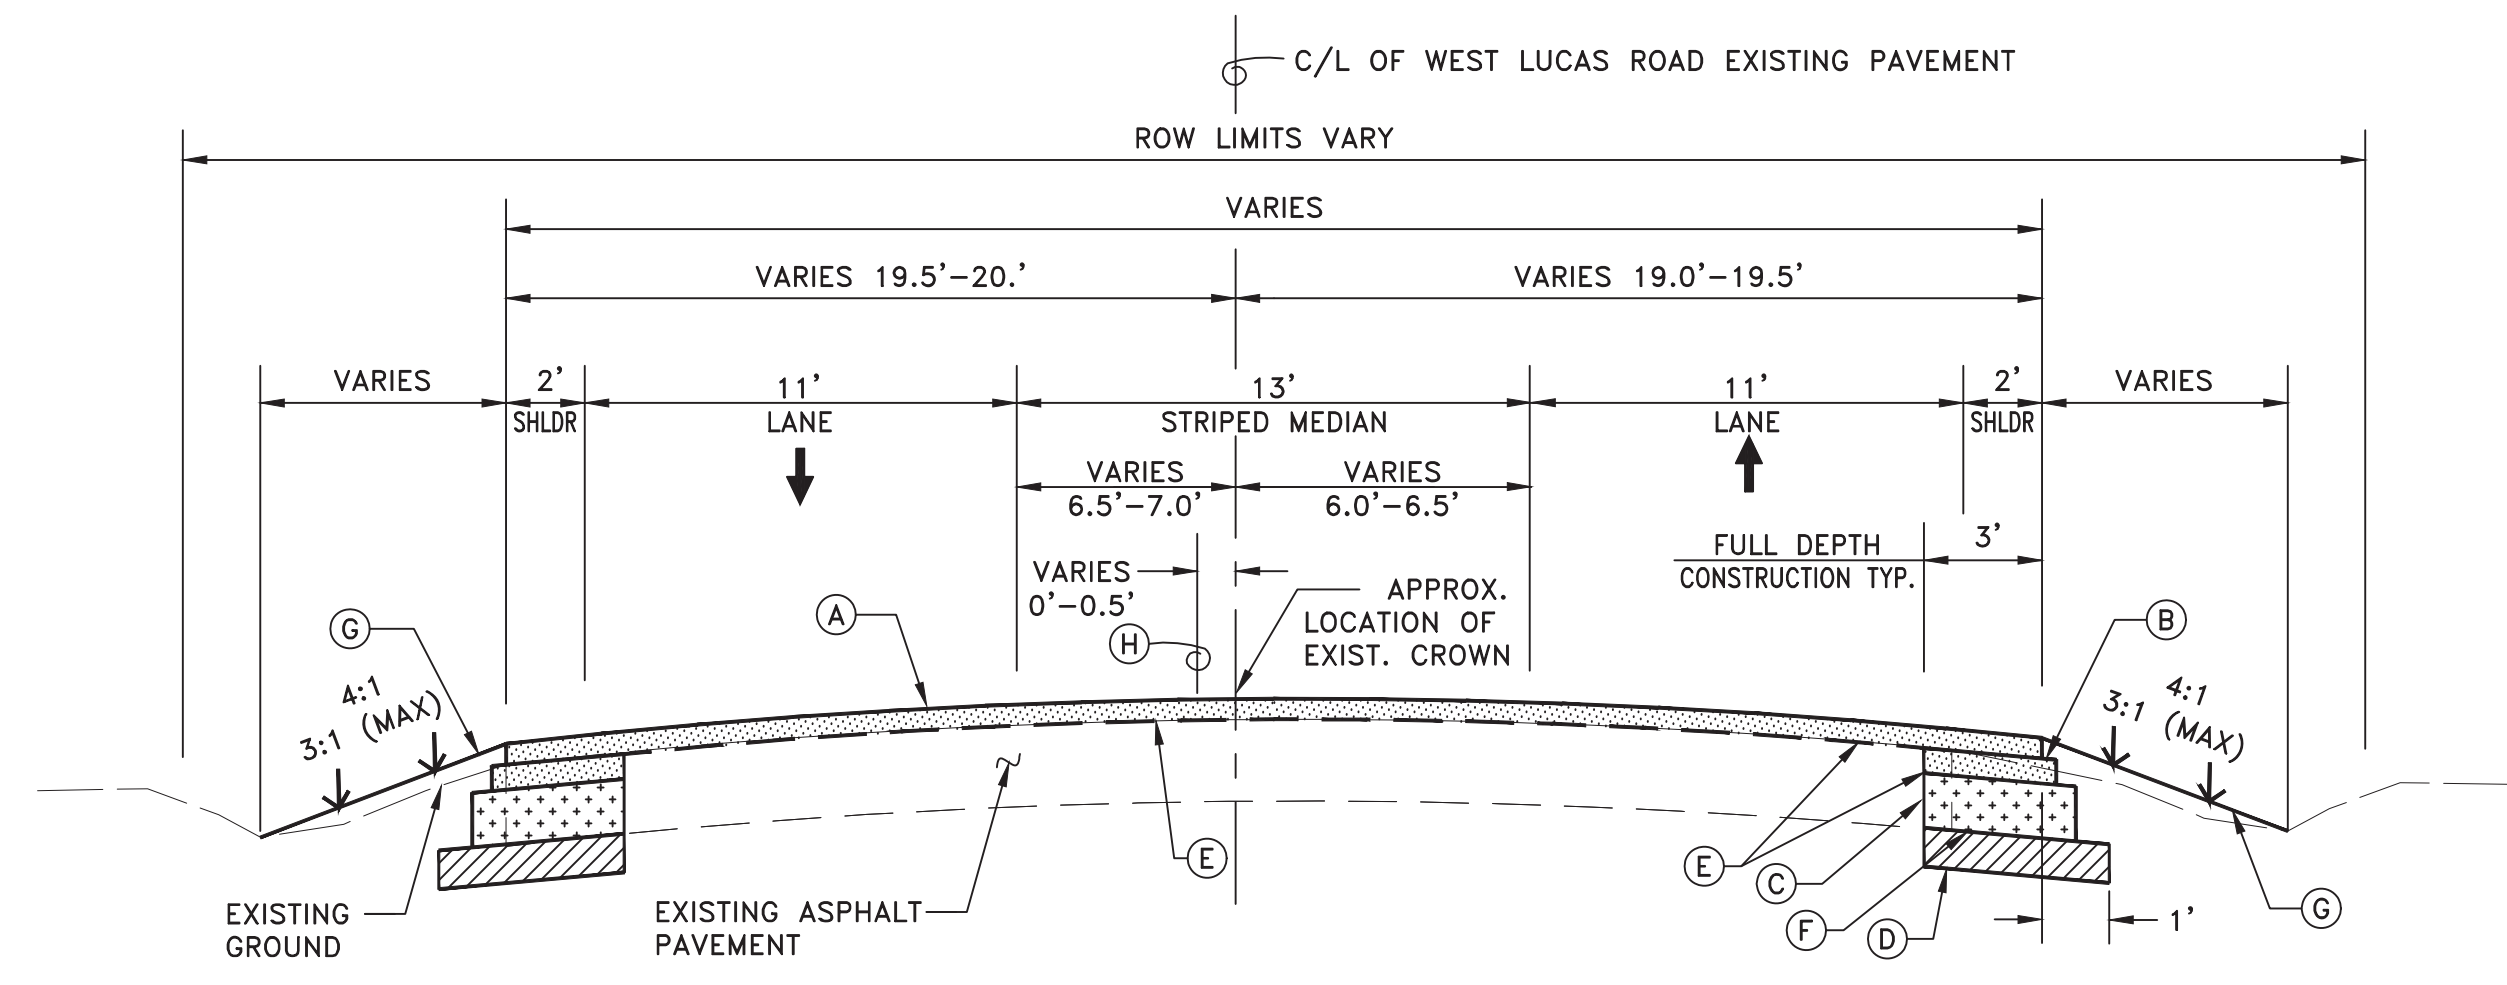 C/L OF WEST LUCAS ROAD EXISTING PAVEMENT
ROW LIMITS VARY
VARIES
VARIES 19.5'-20.'
VARIES 19.0'-19.5'
VARIES
2'
SHLDR
11'
LANE
13'
STRIPED MEDIAN
11'
LANE
2'
SHLDR
VARIES
VARIES
6.5'-7.0'
VARIES
6.0'-6.5'
FULL DEPTH
CONSTRUCTION TYP.
3'
VARIES
0'-0.5'
APPROX.
LOCATION OF
EXIST. CROWN
G
A
H
B
4:1
(MAX)
3:1
3:1
4:1
(MAX)
E
E
C
F
D
G
1'
EXISTING
GROUND
EXISTING ASPHALT
PAVEMENT